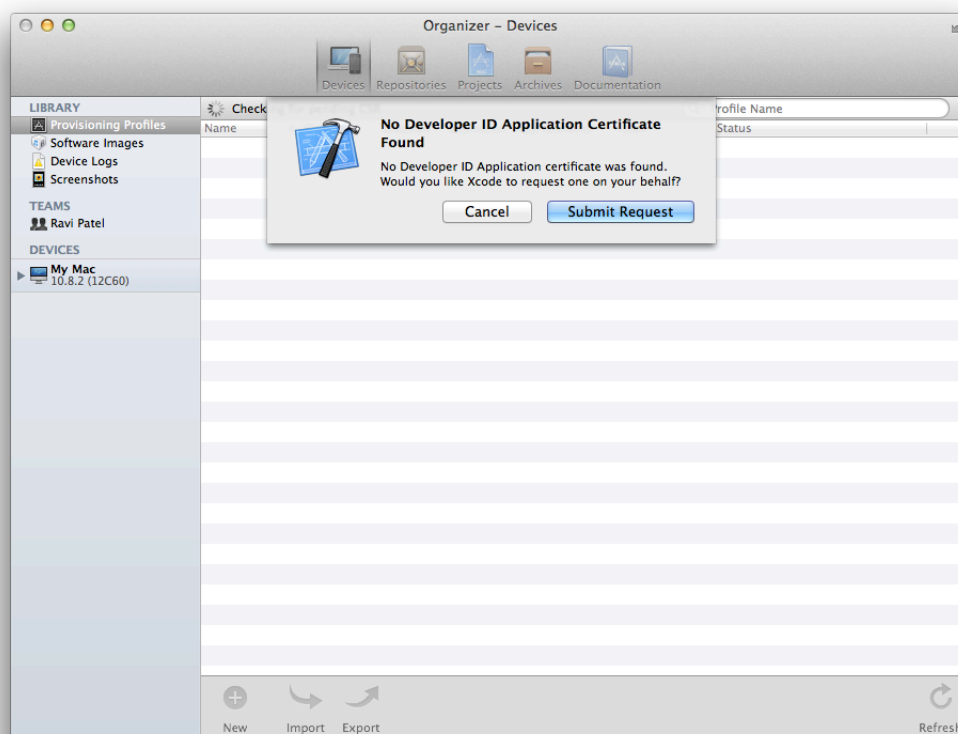 Organizer – Devices
Devices Repositories Projects Archives Documentation
LIBRARY
Provisioning Profiles
Software Images
Device Logs
Screenshots
TEAMS
Ravi Patel
DEVICES
My Mac
10.8.2 (12C60)
Check
Profile Name
Name
Status
No Developer ID Application Certificate
Found
No Developer ID Application certificate was found.
Would you like Xcode to request one on your behalf?
Cancel Submit Request
New Import Export Refresh